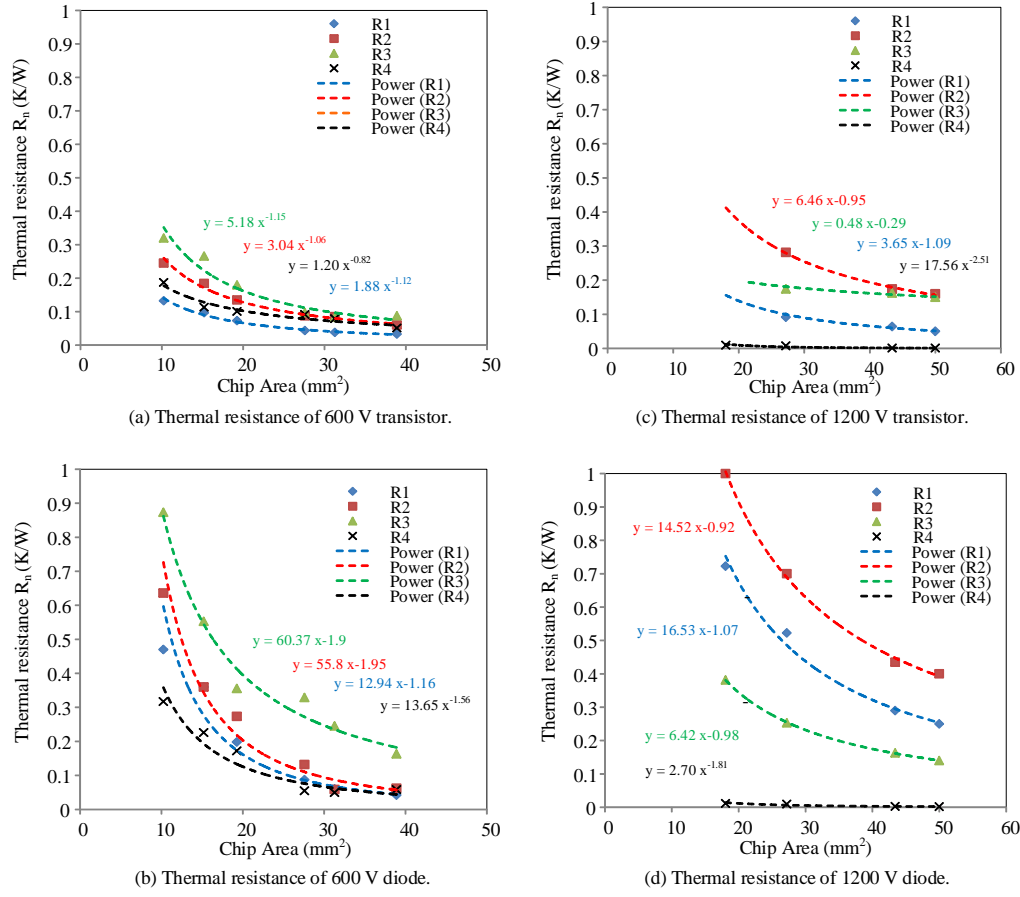 1
0.9
0.8
0.7
0.6
0.5
0.4
0.3
0.2
0.1
0
Thermal resistance Rn (K/W)
R1
R2
R3
R4
Power (R1)
Power (R2)
Power (R3)
Power (R4)
y = 5.18 x^-1.15
y = 3.04 x^-1.06
y = 1.20 x^-0.82
y = 1.88 x^-1.12
0 10 20 30 40 50
Chip Area (mm²)
(a) Thermal resistance of 600 V transistor.
1
0.9
0.8
0.7
0.6
0.5
0.4
0.3
0.2
0.1
0
Thermal resistance Rn (K/W)
R1
R2
R3
R4
Power (R1)
Power (R2)
Power (R3)
Power (R4)
y = 6.46 x-0.95
y = 0.48 x-0.29
y = 3.65 x-1.09
y = 17.56 x^-2.51
0 10 20 30 40 50 60
Chip Area (mm²)
(c) Thermal resistance of 1200 V transistor.
1
0.9
0.8
0.7
0.6
0.5
0.4
0.3
0.2
0.1
0
Thermal resistance Rn (K/W)
R1
R2
R3
R4
Power (R1)
Power (R2)
Power (R3)
Power (R4)
y = 60.37 x-1.9
y = 55.8 x-1.95
y = 12.94 x-1.16
y = 13.65 x^-1.56
0 10 20 30 40 50
Chip Area (mm²)
(b) Thermal resistance of 600 V diode.
1
0.9
0.8
0.7
0.6
0.5
0.4
0.3
0.2
0.1
0
Thermal resistance Rn (K/W)
R1
R2
R3
R4
Power (R1)
Power (R2)
Power (R3)
Power (R4)
y = 14.52 x-0.92
y = 16.53 x-1.07
y = 6.42 x-0.98
y = 2.70 x^-1.81
0 10 20 30 40 50 60
Chip Area (mm²)
(d) Thermal resistance of 1200 V diode.